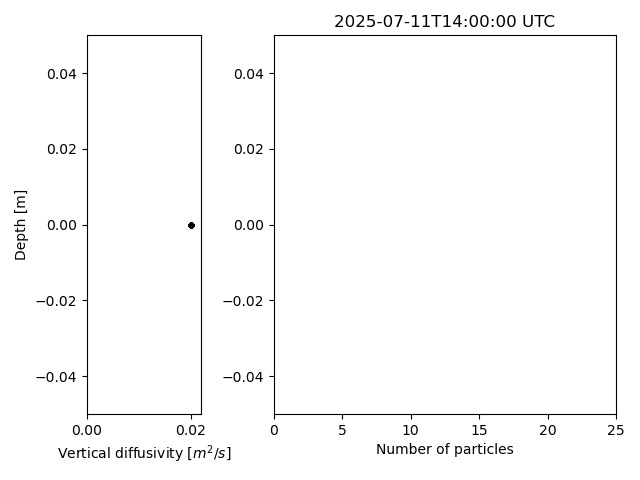 2025-07-11T14:00:00 UTC
Depth [m]
0.04
0.02
0.00
−0.02
−0.04
0.00 0.02
Vertical diffusivity [m²/s]
0.04
0.02
0.00
−0.02
−0.04
0 5 10 15 20 25
Number of particles